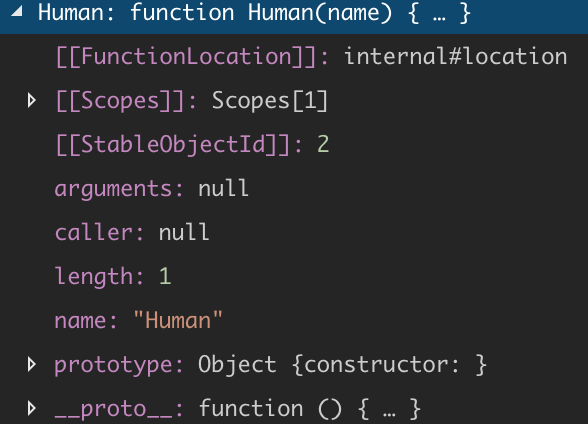 Human: function Human(name) { … }
[[FunctionLocation]]: internal#location
[[Scopes]]: Scopes[1]
[[StableObjectId]]: 2
arguments: null
caller: null
length: 1
name: "Human"
prototype: Object {constructor: }
__proto__: function () { … }